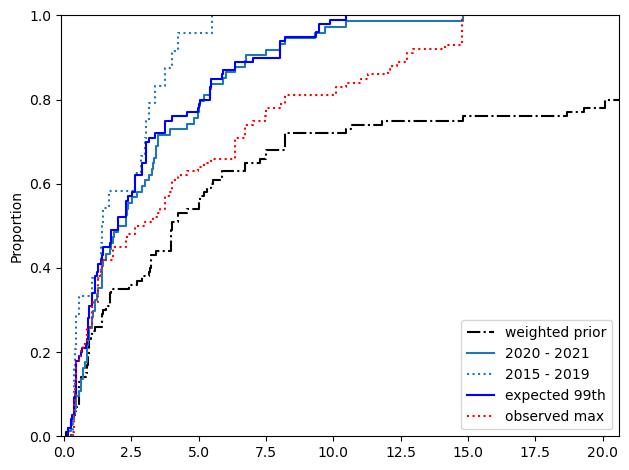 1.0
0.8
0.6
0.4
0.2
0.0
Proportion
weighted prior
2020 - 2021
2015 - 2019
expected 99th
observed max
0.0 2.5 5.0 7.5 10.0 12.5 15.0 17.5 20.0